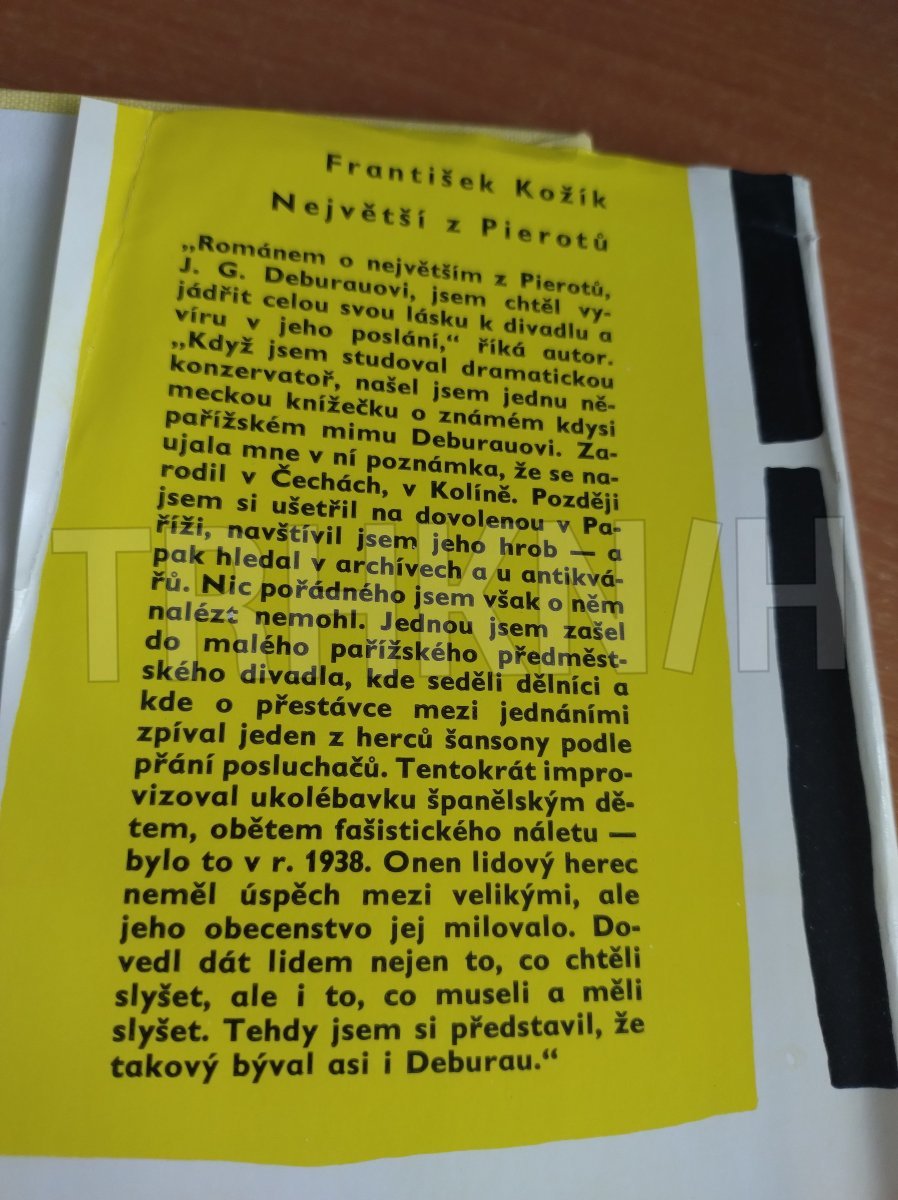 František Kožík
Největší z Pierotů
„Románem o největším z Pierotů,
J. G. Deburauovi, jsem chtěl vy-
jádřit celou svou lásku k divadlu a
víru v jeho poslání,“ říká autor.
„Když jsem studoval dramatickou
konzervatoř, našel jsem jednu ně-
meckou knížečku o známém kdysi
pařížském mimu Deburauovi. Za-
ujala mne v ní poznámka, že se na-
rodil v Čechách, v Kolíně. Později
jsem si ušetřil na dovolenou v Pa-
říži, navštívil jsem jeho hrob — a
pak hledal v archívech a u antikvá-
řů. Nic pořádného jsem však o něm
nalézt nemohl. Jednou jsem zašel
do malého pařížského předměst-
ského divadla, kde seděli dělníci a
kde o přestávce mezi jednáními
zpíval jeden z herců šansony podle
přání posluchačů. Tentokrát impro-
vizoval ukolébavku španělským dě-
tem, obětem fašistického náletu —
bylo to v r. 1938. Onen lidový herec
neměl úspěch mezi velikými, ale
jeho obecenstvo jej milovalo. Do-
vedl dát lidem nejen to, co chtěli
slyšet, ale i to, co museli a měli
slyšet. Tehdy jsem si představil, že
takový býval asi i Deburau.“
TRHKN/H